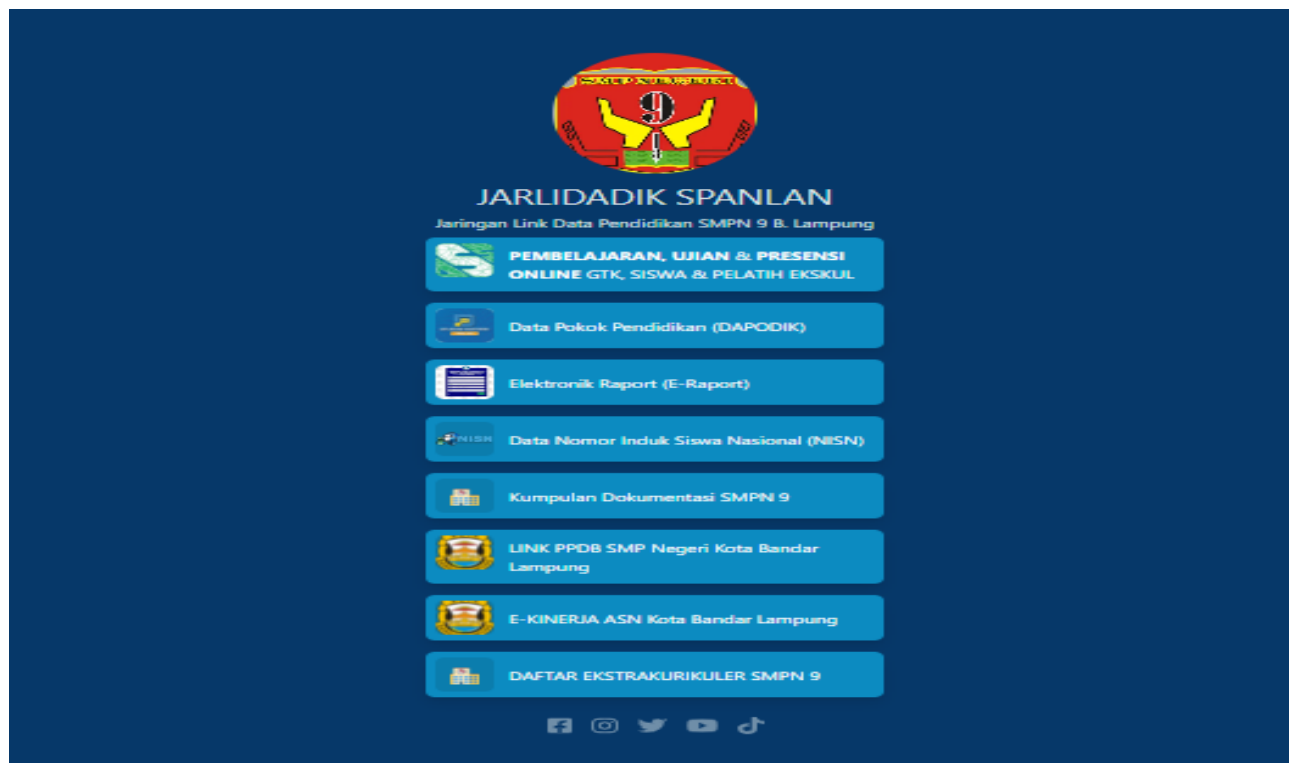 9
JARLIDADIK SPANLAN
Jaringan Link Data Pendidikan SMPN 9 B. Lampung
PEMBELAJARAN, UJIAN & PRESENSI
ONLINE GTK, SISWA & PELATIH EKSKUL
Data Pokok Pendidikan (DAPODIK)
Elektronik Raport (E-Raport)
NISN
Data Nomor Induk Siswa Nasional (NISN)
Kumpulan Dokumentasi SMPN 9
LINK PPDB SMP Negeri Kota Bandar
Lampung
E-KINERJA ASN Kota Bandar Lampung
DAFTAR EKSTRAKURIKULER SMPN 9